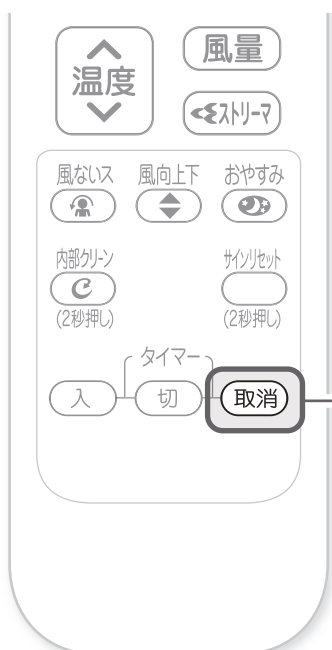 風量
温度
ストリーマ
風ないス 風向上下 おやすみ
内部クリーン サインリセット
(2秒押し) (2秒押し)
タイマー
入 切 取消